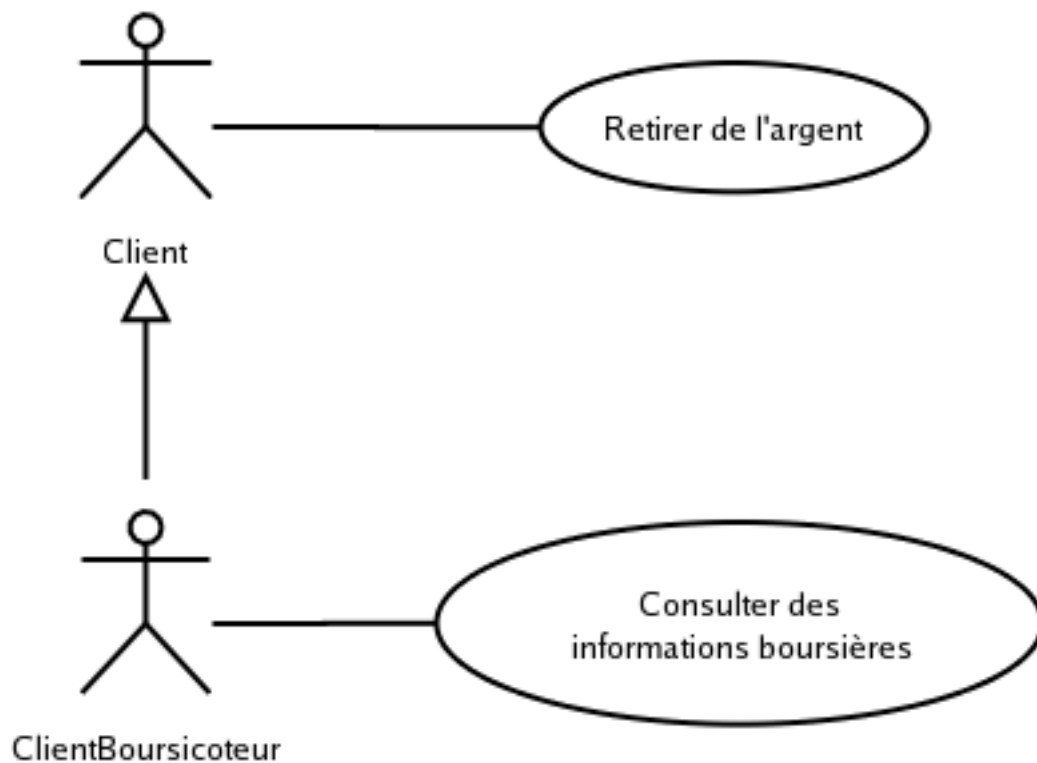 Retirer de l'argent
Client
Consulter des
informations boursières
ClientBoursicoteur